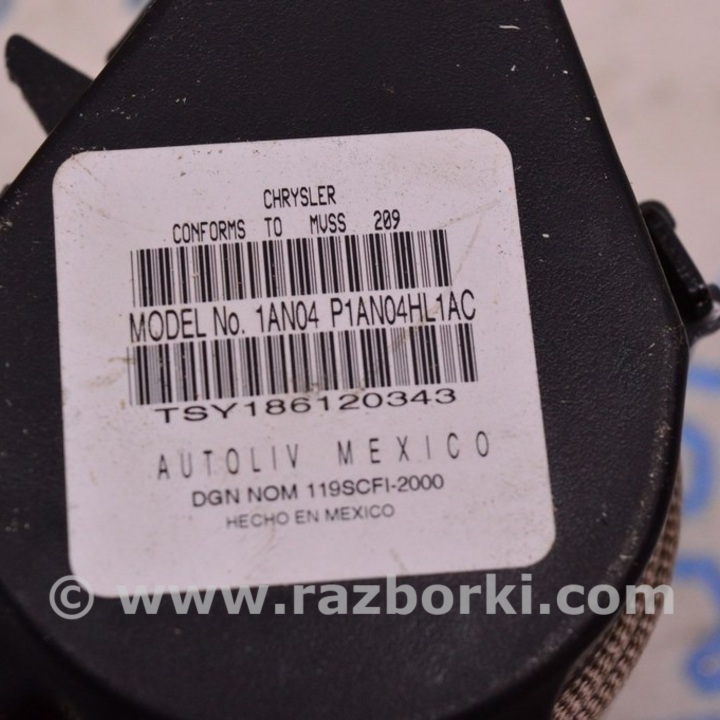 CHRYSLER
CONFORMS TO MVSS 209
MODEL No. 1AN04 P1AN04HL1AC
TSY186120343
AUTOLIV MEXICO
DGN NOM 119SCFI-2000
HECHO EN MEXICO
© www.razborki.com